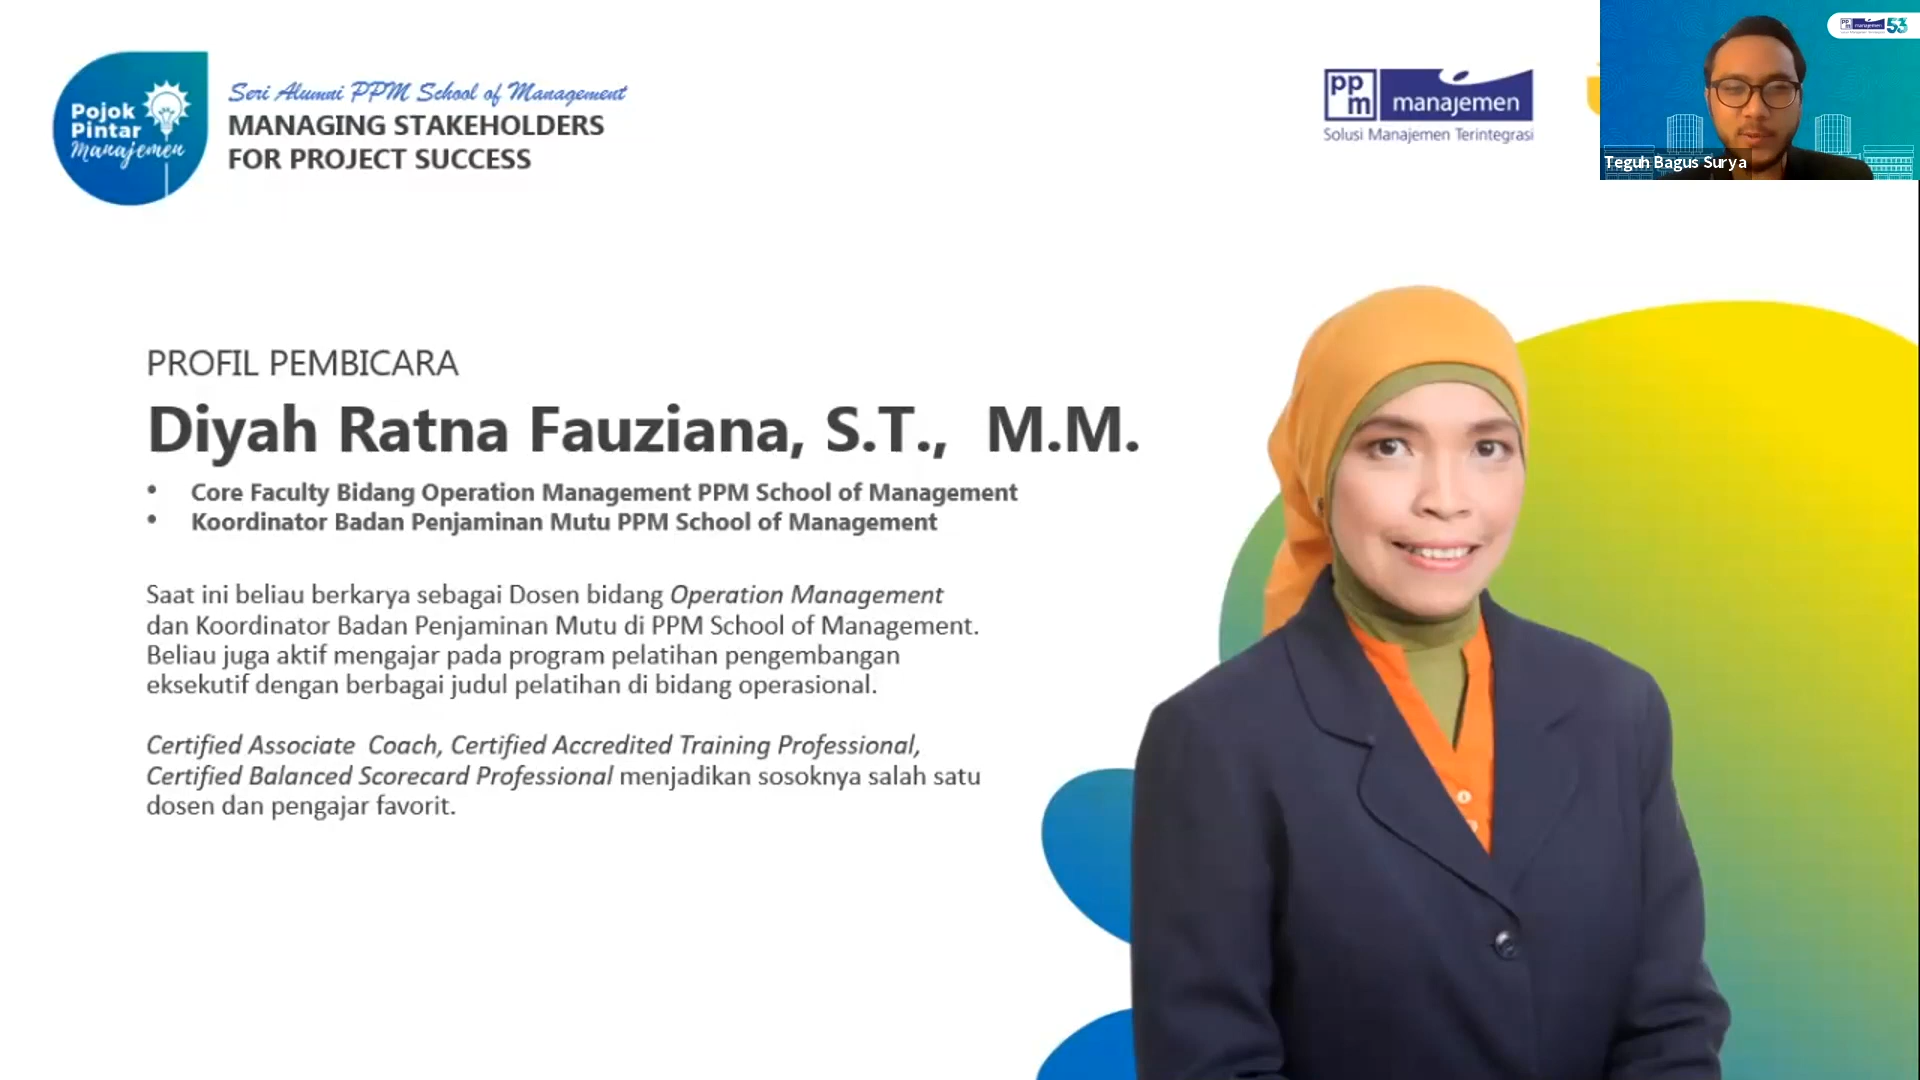 Pojok
Pintar
Manajemen
Seri Alumni PPM School of Management
MANAGING STAKEHOLDERS
FOR PROJECT SUCCESS
ppm manajemen
Solusi Manajemen Terintegrasi
ppm manajemen 53
Teguh Bagus Surya
PROFIL PEMBICARA
Diyah Ratna Fauziana, S.T., M.M.
• Core Faculty Bidang Operation Management PPM School of Management
• Koordinator Badan Penjaminan Mutu PPM School of Management
Saat ini beliau berkarya sebagai Dosen bidang Operation Management
dan Koordinator Badan Penjaminan Mutu di PPM School of Management.
Beliau juga aktif mengajar pada program pelatihan pengembangan
eksekutif dengan berbagai judul pelatihan di bidang operasional.
Certified Associate Coach, Certified Accredited Training Professional,
Certified Balanced Scorecard Professional menjadikan sosoknya salah satu
dosen dan pengajar favorit.